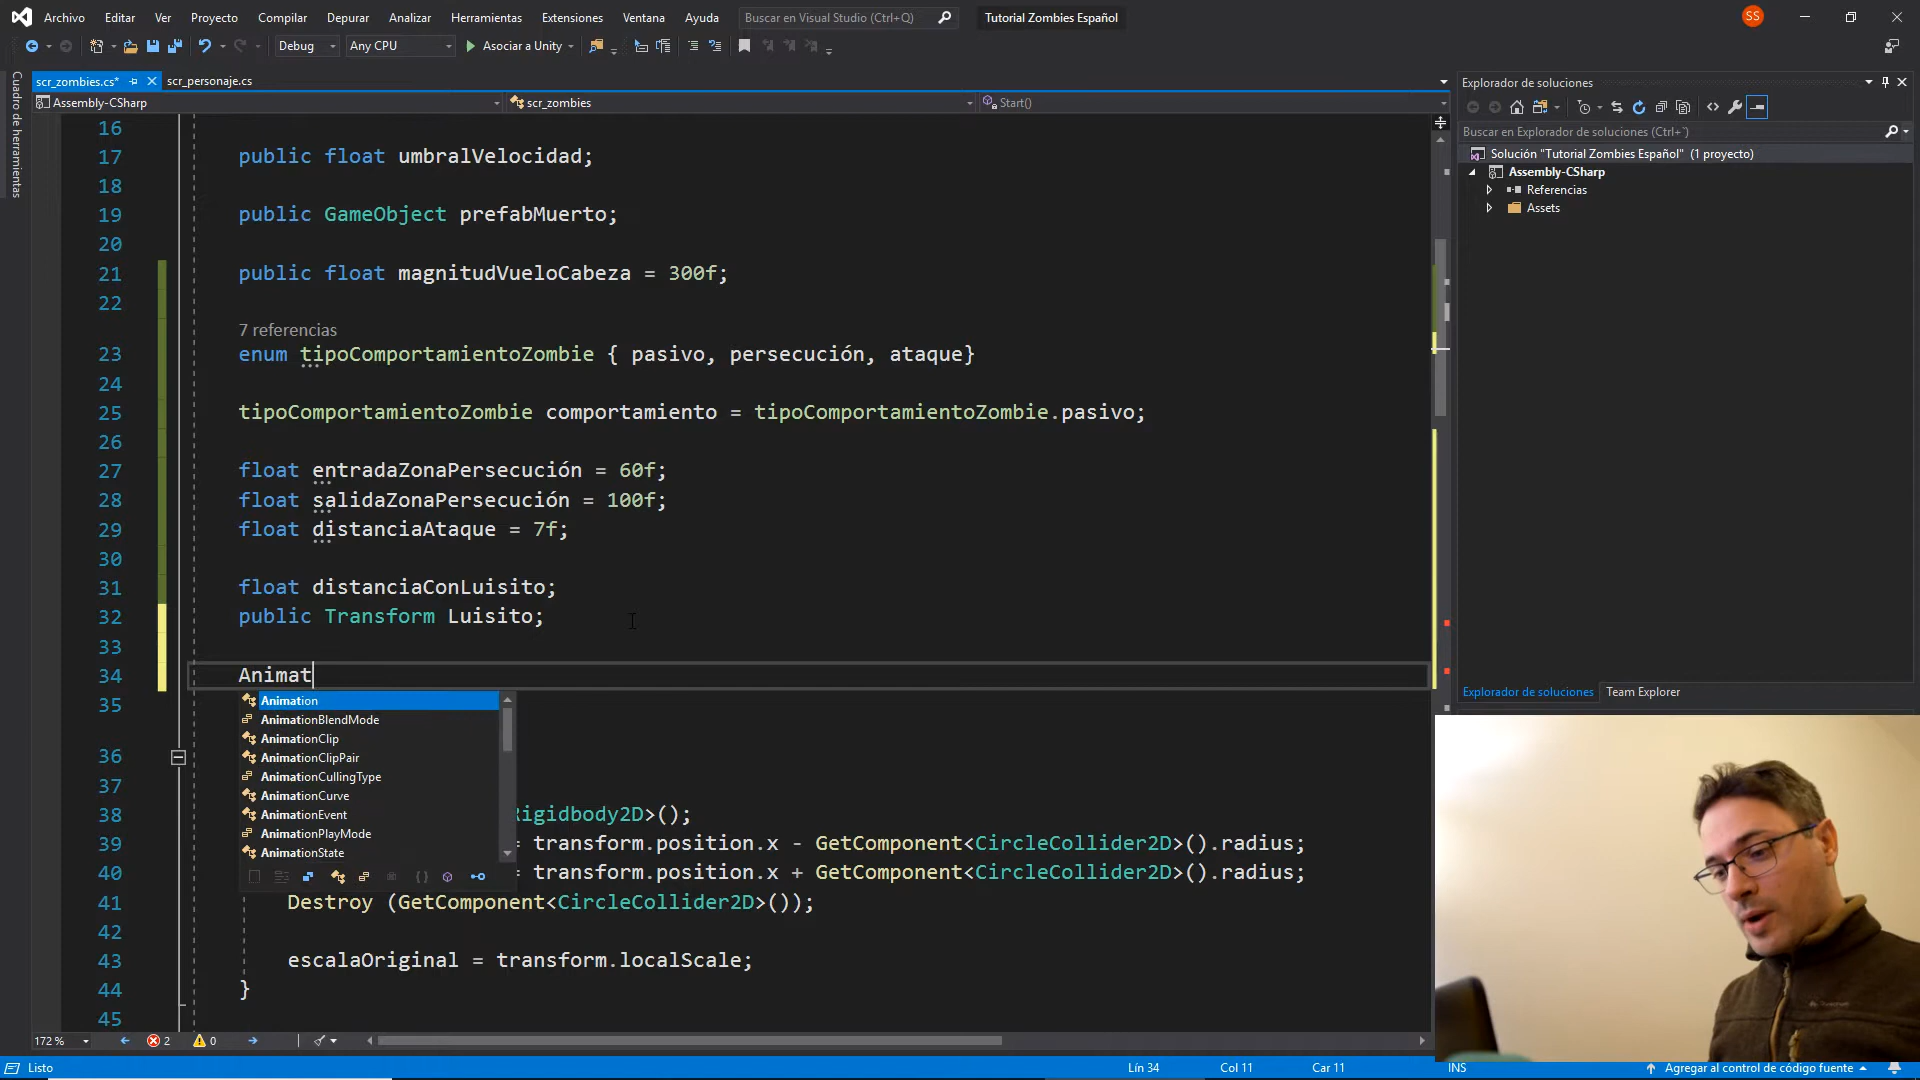 Archivo Editar Ver Proyecto Compilar Depurar Analizar Herramientas Extensiones Ventana Ayuda Buscar en Visual Studio (Ctrl+Q) Tutorial Zombies Español SS
Debug Any CPU Asociar a Unity
scr_zombies.cs* scr_personaje.cs
Assembly-CSharp scr_zombies Start()
Cuadro de herramientas
16
17 public float umbralVelocidad;
18
19 public GameObject prefabMuerto;
20
21 public float magnitudVueloCabeza = 300f;
22
7 referencias
23 enum tipoComportamientoZombie { pasivo, persecución, ataque}
24
25 tipoComportamientoZombie comportamiento = tipoComportamientoZombie.pasivo;
26
27 float entradaZonaPersecución = 60f;
28 float salidaZonaPersecución = 100f;
29 float distanciaAtaque = 7f;
30
31 float distanciaConLuisito;
32 public Transform Luisito;
33
34 Animat
35
Animation
AnimationBlendMode
AnimationClip
AnimationClipPair
AnimationCullingType
AnimationCurve
AnimationEvent
AnimationPlayMode
AnimationState
36
37
38 Rigidbody2D>();
39 = transform.position.x - GetComponent<CircleCollider2D>().radius;
40 = transform.position.x + GetComponent<CircleCollider2D>().radius;
41 Destroy (GetComponent<CircleCollider2D>());
42
43 escalaOriginal = transform.localScale;
44 }
45
172 % 2 0
Listo Lín 34 Col 11 Car 11 INS Agregar al control de código fuente
Explorador de soluciones
Buscar en Explorador de soluciones (Ctrl+`)
Solución "Tutorial Zombies Español" (1 proyecto)
Assembly-CSharp
Referencias
Assets
Explorador de soluciones Team Explorer